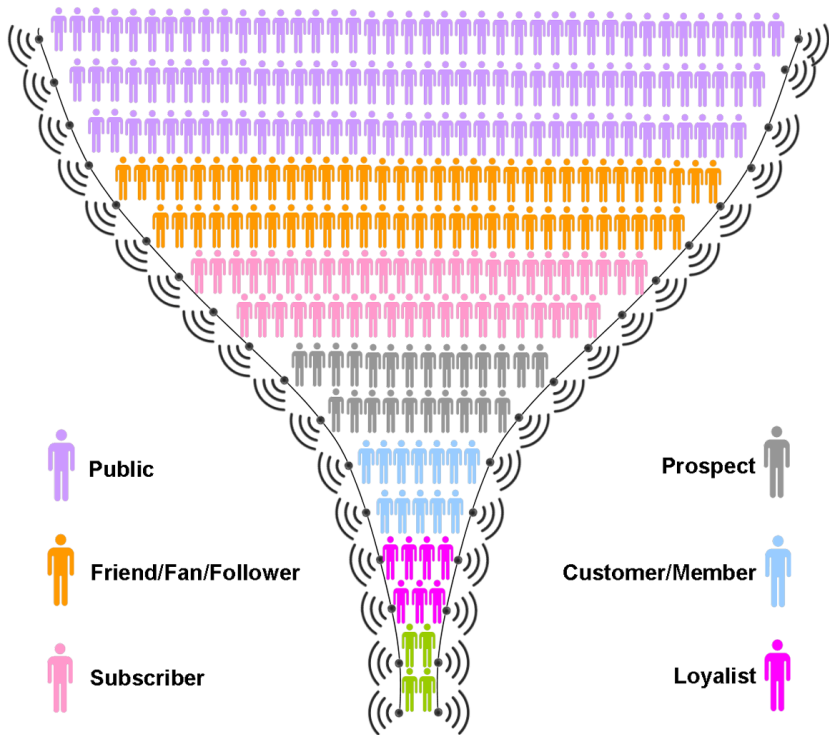 Public
Prospect
Friend/Fan/Follower
Customer/Member
Subscriber
Loyalist